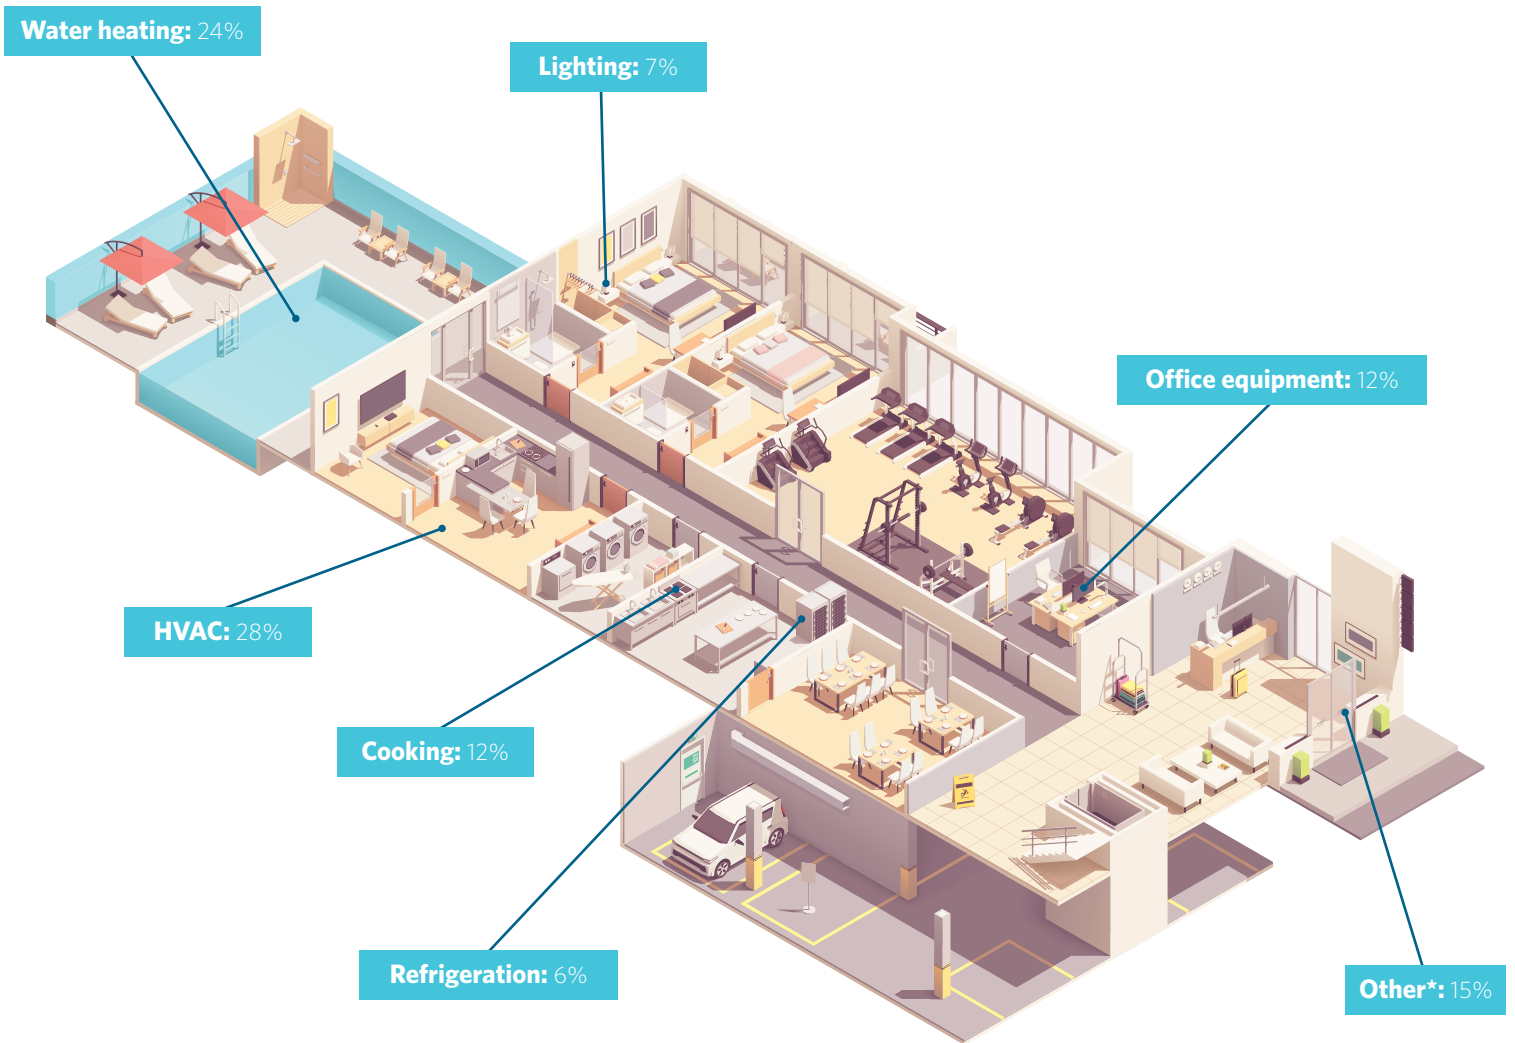 Water heating: 24%
Lighting: 7%
Office equipment: 12%
HVAC: 28%
Cooking: 12%
Refrigeration: 6%
Other★: 15%